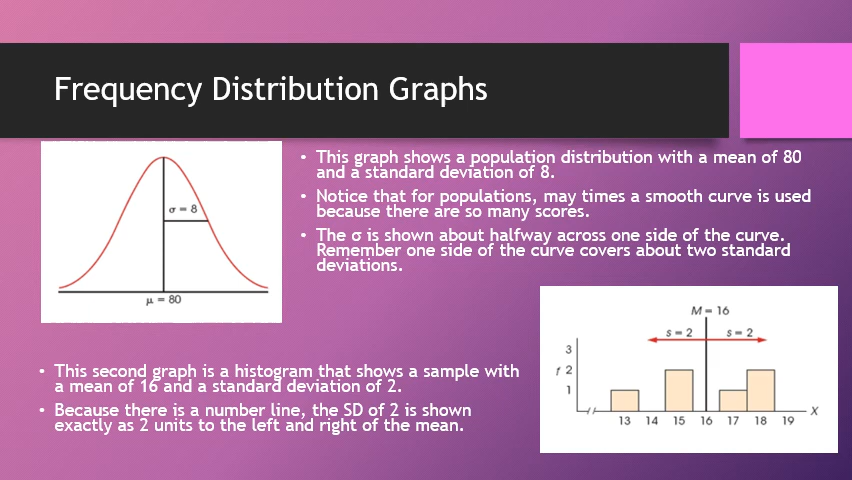 Frequency Distribution Graphs
σ = 8
μ = 80
• This graph shows a population distribution with a mean of 80
and a standard deviation of 8.
• Notice that for populations, may times a smooth curve is used
because there are so many scores.
• The σ is shown about halfway across one side of the curve.
Remember one side of the curve covers about two standard
deviations.
• This second graph is a histogram that shows a sample with
a mean of 16 and a standard deviation of 2.
• Because there is a number line, the SD of 2 is shown
exactly as 2 units to the left and right of the mean.
M = 16
s = 2 s = 2
3
f 2
1
13 14 15 16 17 18 19 X